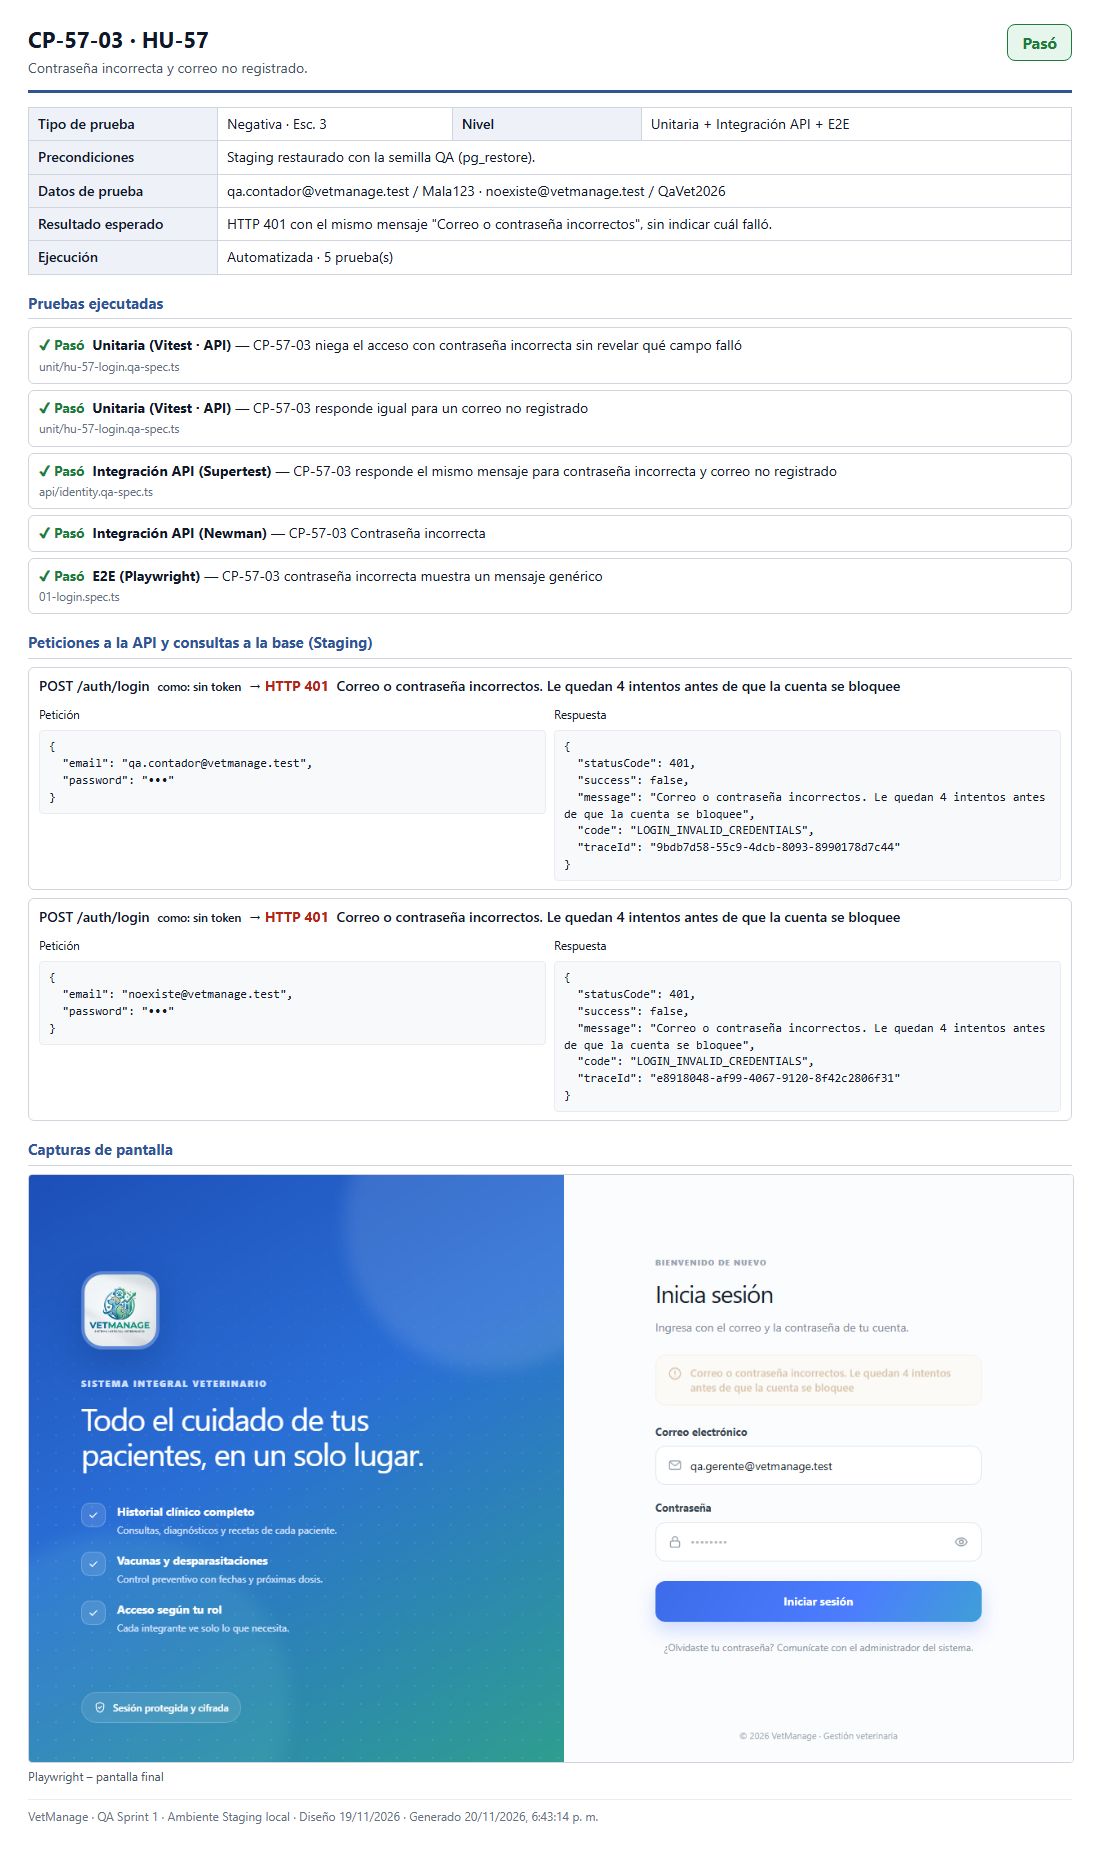 CP-57-03 · HU-57
Pasó
Contraseña incorrecta y correo no registrado.
Tipo de prueba
Negativa · Esc. 3
Nivel
Unitaria + Integración API + E2E
Precondiciones
Staging restaurado con la semilla QA (pg_restore).
Datos de prueba
qa.contador@vetmanage.test / Mala123 · noexiste@vetmanage.test / QaVet2026
Resultado esperado
HTTP 401 con el mismo mensaje "Correo o contraseña incorrectos", sin indicar cuál falló.
Ejecución
Automatizada · 5 prueba(s)
Pruebas ejecutadas
✓ Pasó Unitaria (Vitest · API) — CP-57-03 niega el acceso con contraseña incorrecta sin revelar qué campo falló
unit/hu-57-login.qa-spec.ts
✓ Pasó Unitaria (Vitest · API) — CP-57-03 responde igual para un correo no registrado
unit/hu-57-login.qa-spec.ts
✓ Pasó Integración API (Supertest) — CP-57-03 responde el mismo mensaje para contraseña incorrecta y correo no registrado
api/identity.qa-spec.ts
✓ Pasó Integración API (Newman) — CP-57-03 Contraseña incorrecta
✓ Pasó E2E (Playwright) — CP-57-03 contraseña incorrecta muestra un mensaje genérico
01-login.spec.ts
Peticiones a la API y consultas a la base (Staging)
POST /auth/login como: sin token → HTTP 401 Correo o contraseña incorrectos. Le quedan 4 intentos antes de que la cuenta se bloquee
Petición
{
"email": "qa.contador@vetmanage.test",
"password": "•••"
}
Respuesta
{
"statusCode": 401,
"success": false,
"message": "Correo o contraseña incorrectos. Le quedan 4 intentos antes
de que la cuenta se bloquee",
"code": "LOGIN_INVALID_CREDENTIALS",
"traceId": "9bdb7d58-55c9-4dcb-8093-8990178d7c44"
}
POST /auth/login como: sin token → HTTP 401 Correo o contraseña incorrectos. Le quedan 4 intentos antes de que la cuenta se bloquee
Petición
{
"email": "noexiste@vetmanage.test",
"password": "•••"
}
Respuesta
{
"statusCode": 401,
"success": false,
"message": "Correo o contraseña incorrectos. Le quedan 4 intentos antes
de que la cuenta se bloquee",
"code": "LOGIN_INVALID_CREDENTIALS",
"traceId": "e8918048-af99-4067-9120-8f42c2806f31"
}
Capturas de pantalla
VETMANAGE
SISTEMA INTEGRAL VETERINARIO
Todo el cuidado de tus
pacientes, en un solo lugar.
Historial clínico completo
Consultas, diagnósticos y recetas de cada paciente.
Vacunas y desparasitaciones
Control preventivo con fechas y próximas dosis.
Acceso según tu rol
Cada integrante ve solo lo que necesita.
Sesión protegida y cifrada
BIENVENIDO DE NUEVO
Inicia sesión
Ingresa con el correo y la contraseña de tu cuenta.
Correo o contraseña incorrectos. Le quedan 4 intentos
antes de que la cuenta se bloquee
Correo electrónico
qa.gerente@vetmanage.test
Contraseña
••••••••
Iniciar sesión
¿Olvidaste tu contraseña? Comunícate con el administrador del sistema.
© 2026 VetManage · Gestión veterinaria
Playwright – pantalla final
VetManage · QA Sprint 1 · Ambiente Staging local · Diseño 19/11/2026 · Generado 20/11/2026, 6:43:14 p. m.